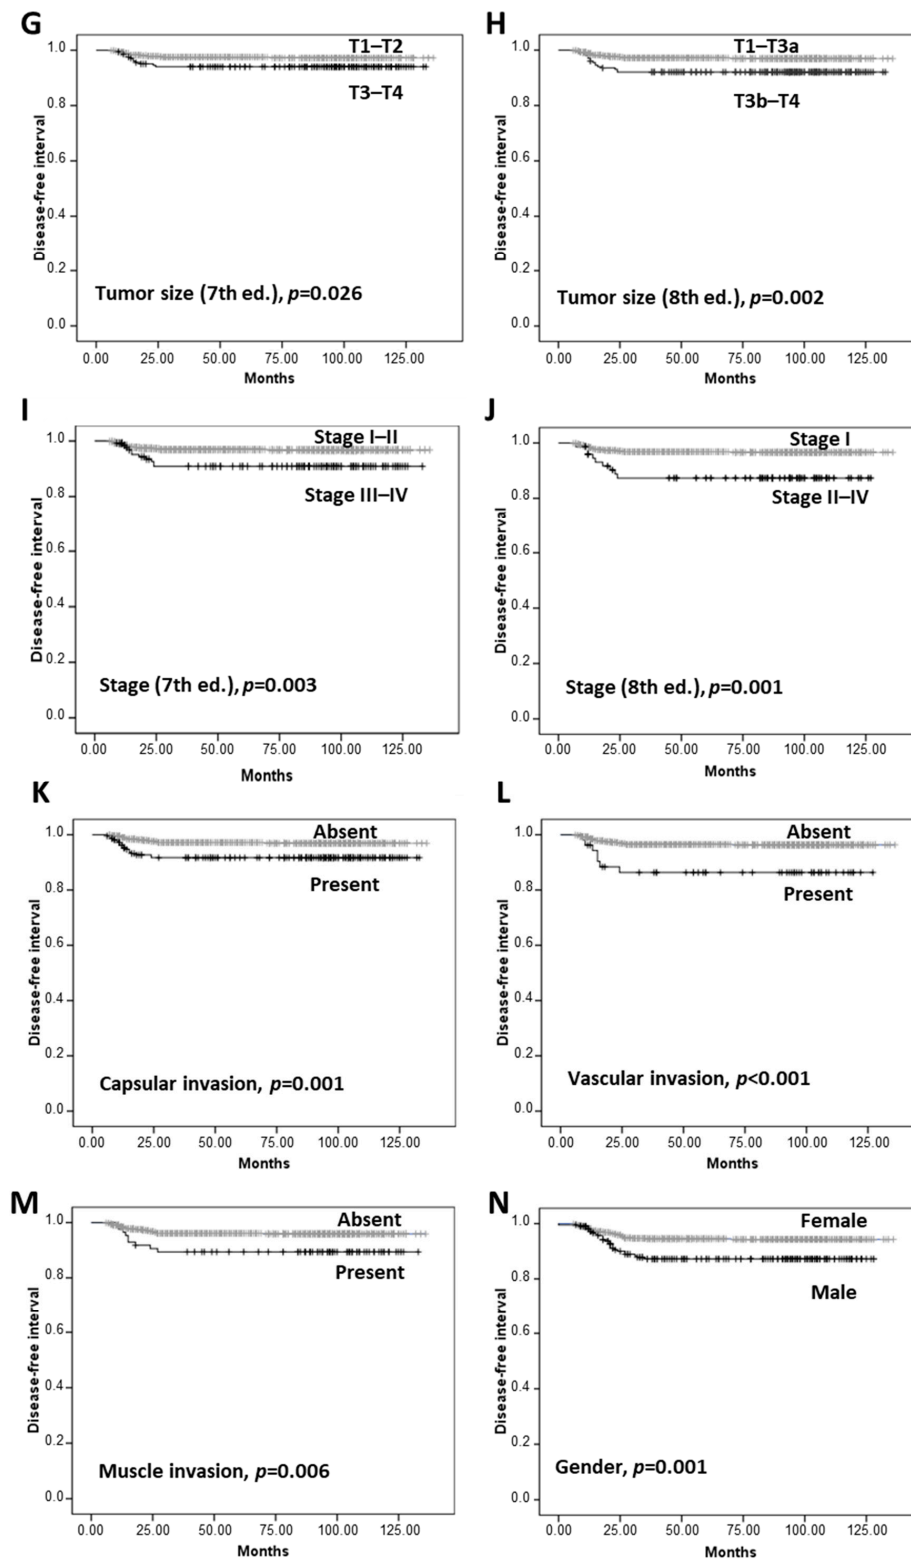 G
Disease-free interval
1.0
0.8
0.6
0.4
0.2
0.0
T1–T2
T3–T4
Tumor size (7th ed.), p=0.026
0.00 25.00 50.00 75.00 100.00 125.00
Months
H
Disease-free interval
1.0
0.8
0.6
0.4
0.2
0.0
T1–T3a
T3b–T4
Tumor size (8th ed.), p=0.002
0.00 25.00 50.00 75.00 100.00 125.00
Months
I
Disease-free interval
1.0
0.8
0.6
0.4
0.2
0.0
Stage I–II
Stage III–IV
Stage (7th ed.), p=0.003
0.00 25.00 50.00 75.00 100.00 125.00
Months
J
Disease-free interval
1.0
0.8
0.6
0.4
0.2
0.0
Stage I
Stage II–IV
Stage (8th ed.), p=0.001
0.00 25.00 50.00 75.00 100.00 125.00
Months
K
Disease-free interval
1.0
0.8
0.6
0.4
0.2
0.0
Absent
Present
Capsular invasion, p=0.001
0.00 25.00 50.00 75.00 100.00 125.00
Months
L
Disease-free interval
1.0
0.8
0.6
0.4
0.2
0.0
Absent
Present
Vascular invasion, p<0.001
0.00 25.00 50.00 75.00 100.00 125.00
Months
M
Disease-free interval
1.0
0.8
0.6
0.4
0.2
0.0
Absent
Present
Muscle invasion, p=0.006
0.00 25.00 50.00 75.00 100.00 125.00
Months
N
Disease-free interval
1.0
0.8
0.6
0.4
0.2
0.0
Female
Male
Gender, p=0.001
0.00 25.00 50.00 75.00 100.00 125.00
Months